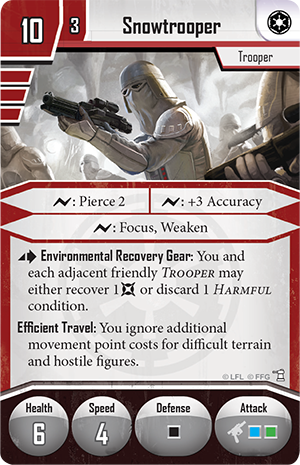 10 3 Snowtrooper
Trooper
: Pierce 2 : +3 Accuracy
: Focus, Weaken
Environmental Recovery Gear: You and
each adjacent friendly TROOPER may
either recover 1 or discard 1 HARMFUL
condition.
Efficient Travel: You ignore additional
movement point costs for difficult terrain
and hostile figures.
© LFL © FFG
Health Speed Defense Attack
6 4